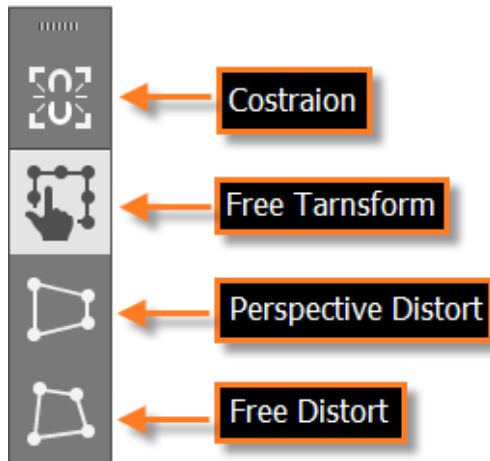 Costraion
Free Tarnsform
Perspective Distort
Free Distort